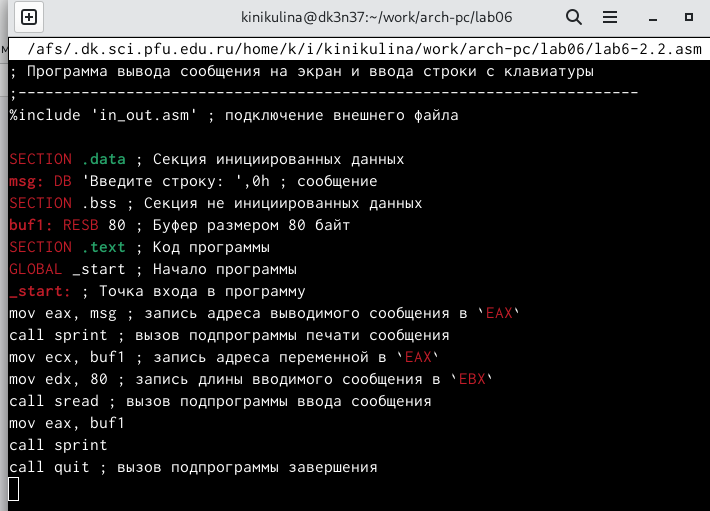 kinikulina@dk3n37:~/work/arch-pc/lab06
/afs/.dk.sci.pfu.edu.ru/home/k/i/kinikulina/work/arch-pc/lab06/lab6-2.2.asm
; Программа вывода сообщения на экран и ввода строки с клавиатуры
;---------------------------------------------------------------------
%include 'in_out.asm' ; подключение внешнего файла
SECTION .data ; Секция инициированных данных
msg: DB 'Введите строку: ',0h ; сообщение
SECTION .bss ; Секция не инициированных данных
buf1: RESB 80 ; Буфер размером 80 байт
SECTION .text ; Код программы
GLOBAL _start ; Начало программы
_start: ; Точка входа в программу
mov eax, msg ; запись адреса выводимого сообщения в `EAX`
call sprint ; вызов подпрограммы печати сообщения
mov ecx, buf1 ; запись адреса переменной в `EAX`
mov edx, 80 ; запись длины вводимого сообщения в `EBX`
call sread ; вызов подпрограммы ввода сообщения
mov eax, buf1
call sprint
call quit ; вызов подпрограммы завершения